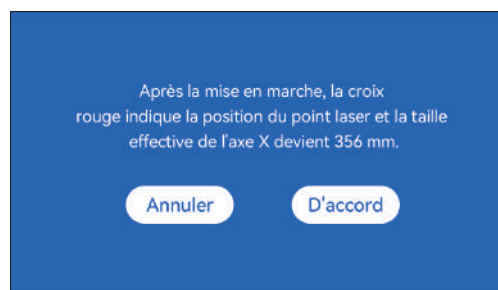 Après la mise en marche, la croix
rouge indique la position du point laser et la taille
effective de l'axe X devient 356 mm.
Annuler D'accord